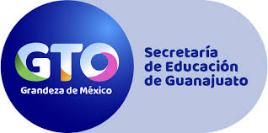 GTO
Grandeza de México
Secretaría
de Educación
de Guanajuato